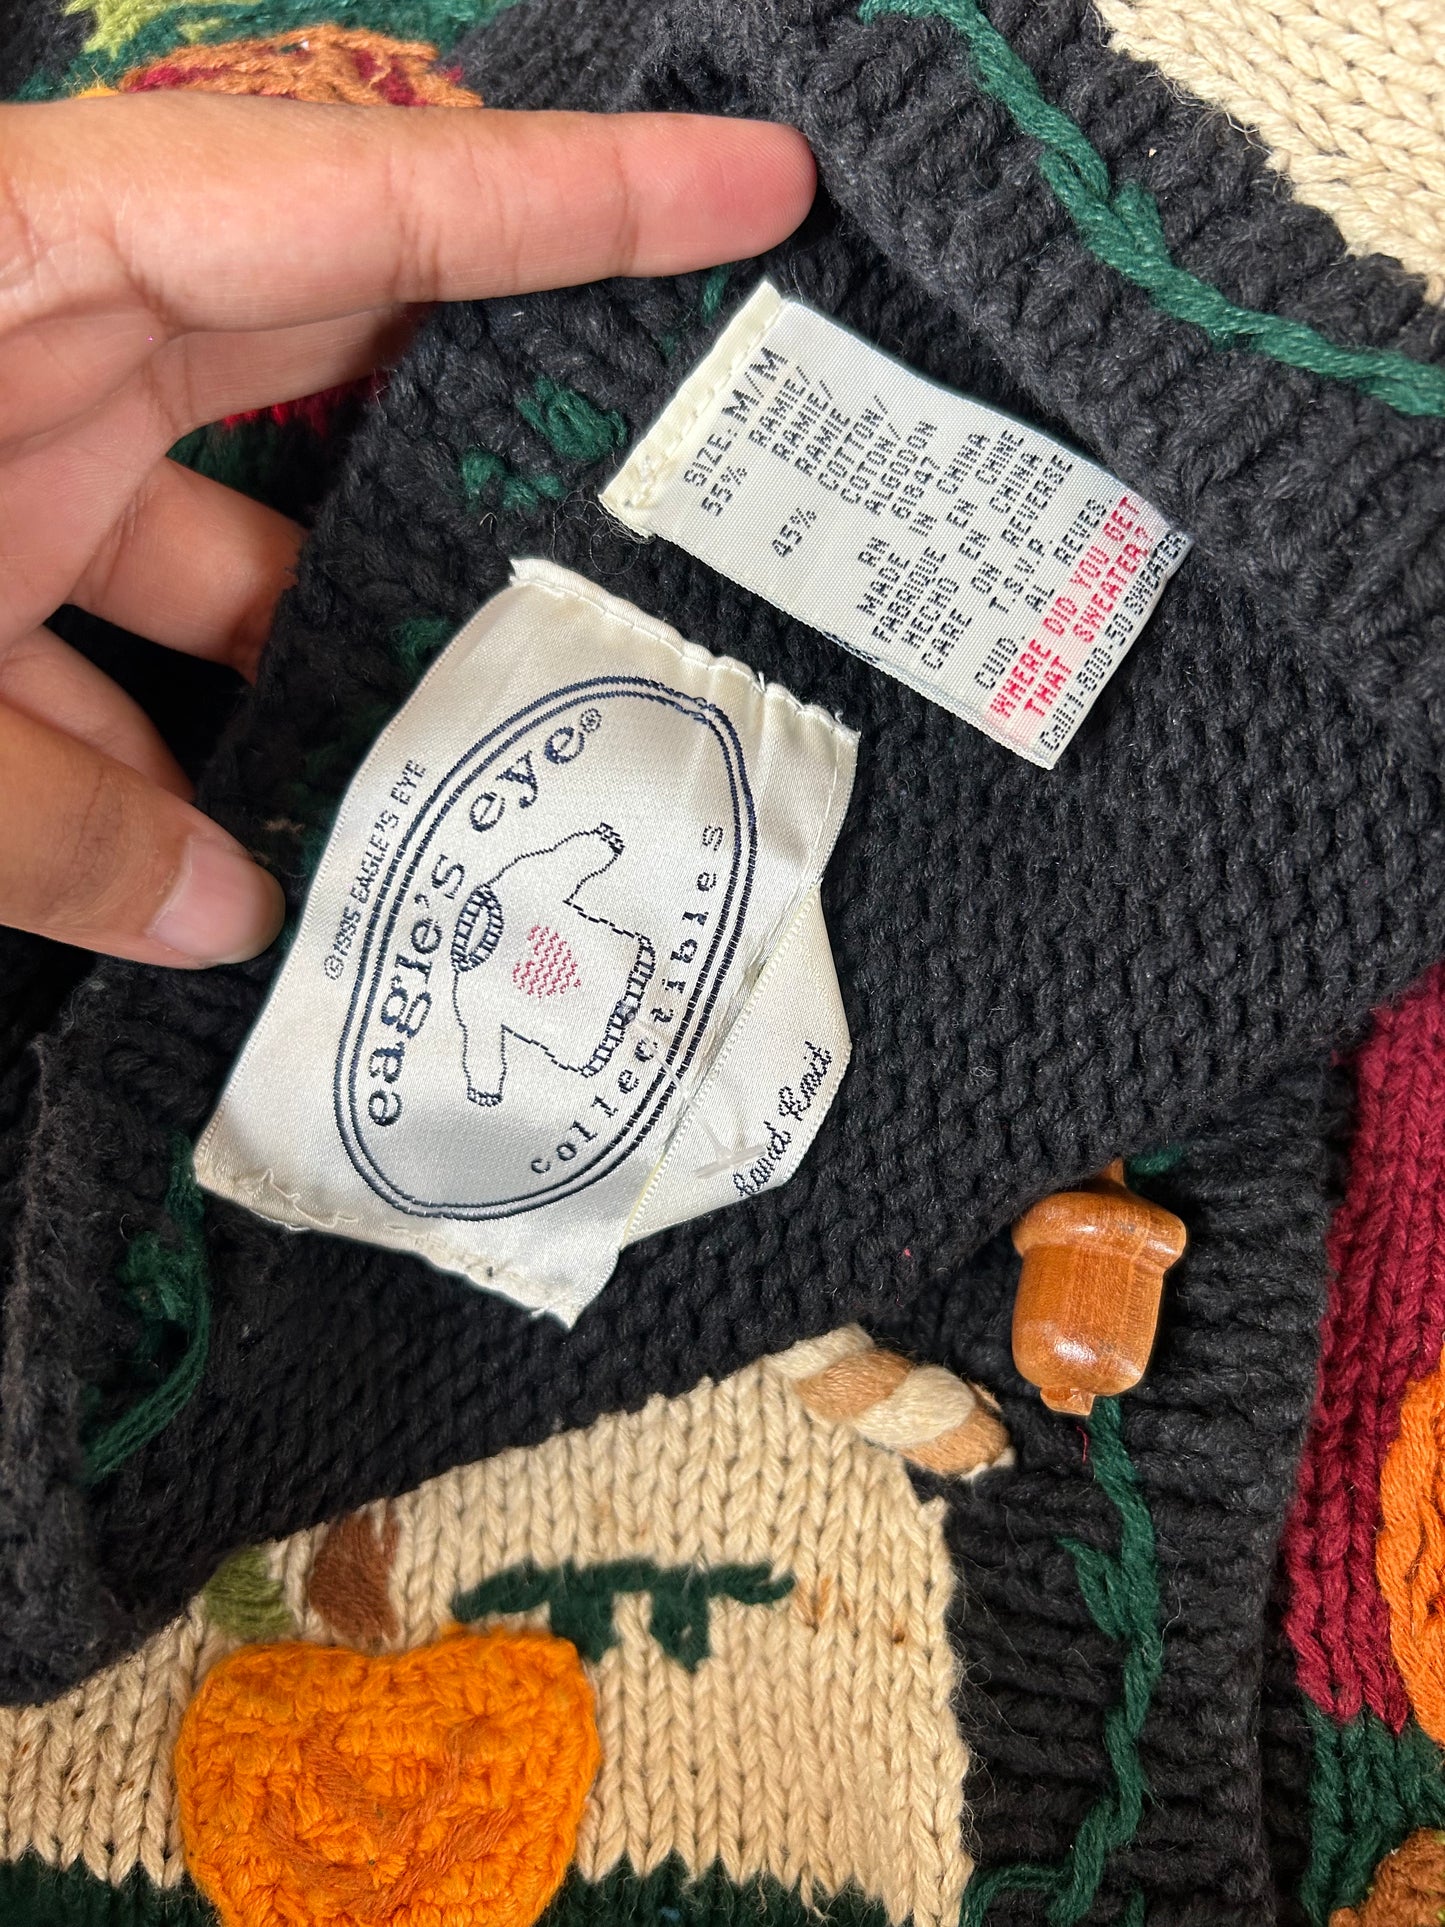 SIZE: M/M
55% RAMIE/
RAMIE/
RAMIE
45% COTTON/
COTTON/
ALGODON
RN 61847
MADE IN CHINA
FABRIQUE EN CHINE
HECHO EN CHINA
CARE ON REVERSE
T.S.V.P.
CUID AL REVES
WHERE DID YOU GET
THAT SWEATER?
©1995 EAGLE'S EYE
eagle's eye®
collectibles
Hand Knit